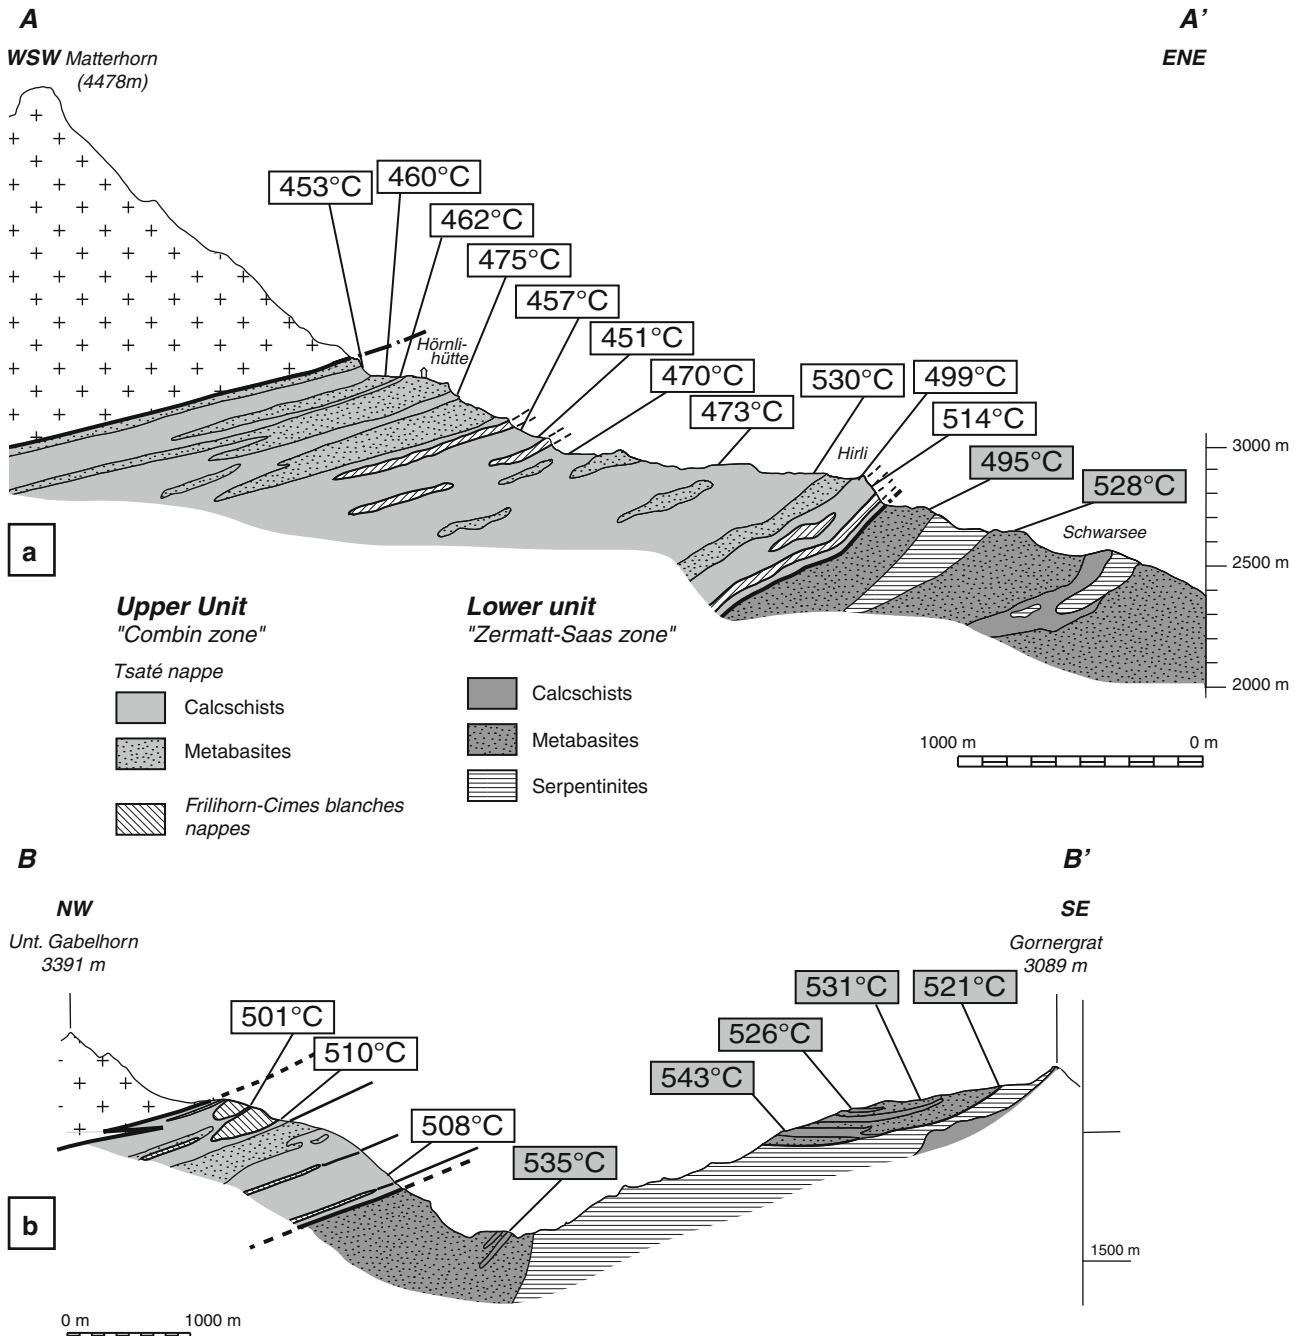 A
A'
WSW Matterhorn
(4478m)
ENE
453°C
460°C
462°C
475°C
457°C
451°C
470°C
473°C
530°C
499°C
514°C
495°C
528°C
Hörnli-
hütte
Hirli
Schwarsee
3000 m
2500 m
2000 m
a
Upper Unit
"Combin zone"
Tsaté nappe
Calcschists
Metabasites
Frilihorn-Cimes blanches
nappes
Lower unit
"Zermatt-Saas zone"
Calcschists
Metabasites
Serpentinites
1000 m
0 m
B
B'
NW
SE
Unt. Gabelhorn
3391 m
Gornergrat
3089 m
501°C
510°C
508°C
535°C
543°C
526°C
531°C
521°C
1500 m
b
0 m
1000 m